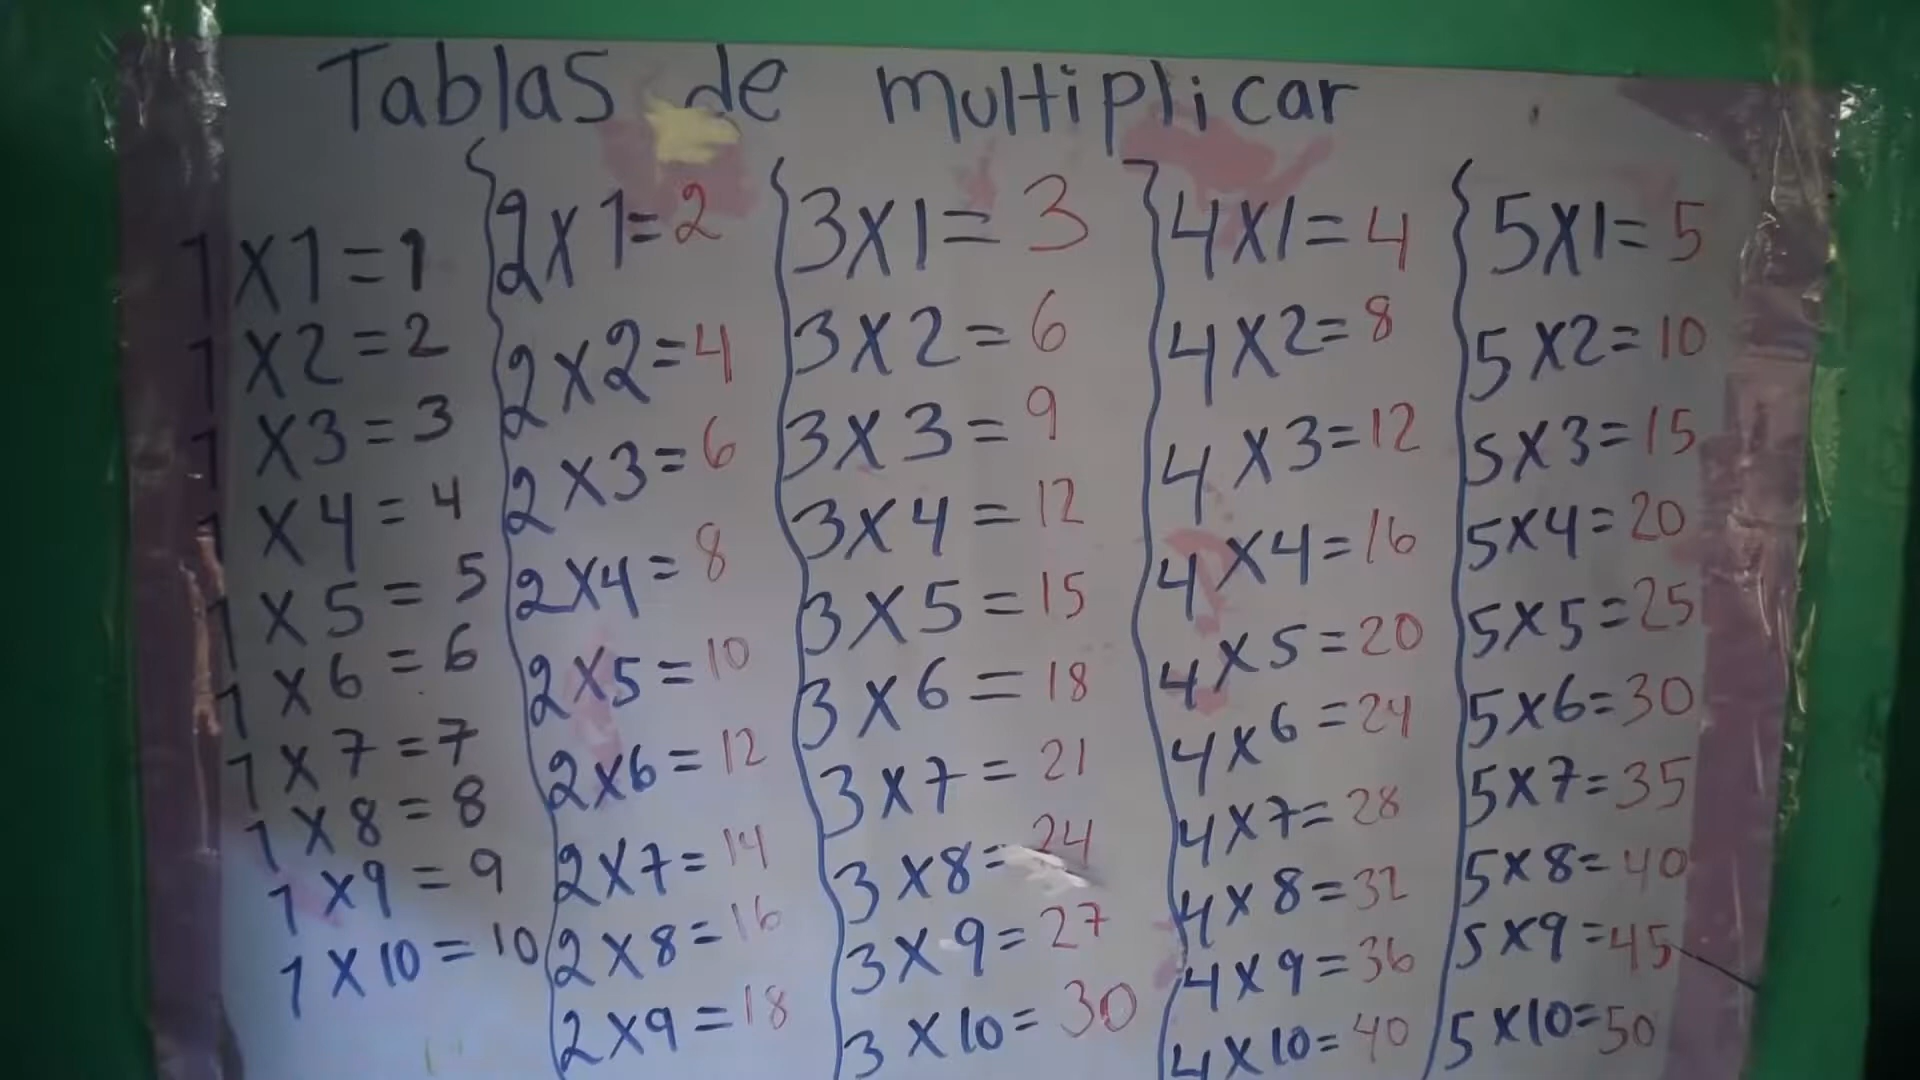 Tablas de multiplicar
1x1=1
1x2=2
1x3=3
1x4=4
1x5=5
1x6=6
1x7=7
1x8=8
1x9=9
1x10=10
2x1=2
2x2=4
2x3=6
2x4=8
2x5=10
2x6=12
2x7=14
2x8=16
2x9=18
3x1=3
3x2=6
3x3=9
3x4=12
3x5=15
3x6=18
3x7=21
3x8=24
3x9=27
3x10=30
4x1=4
4x2=8
4x3=12
4x4=16
4x5=20
4x6=24
4x7=28
4x8=32
4x9=36
4x10=40
5x1=5
5x2=10
5x3=15
5x4=20
5x5=25
5x6=30
5x7=35
5x8=40
5x9=45
5x10=50